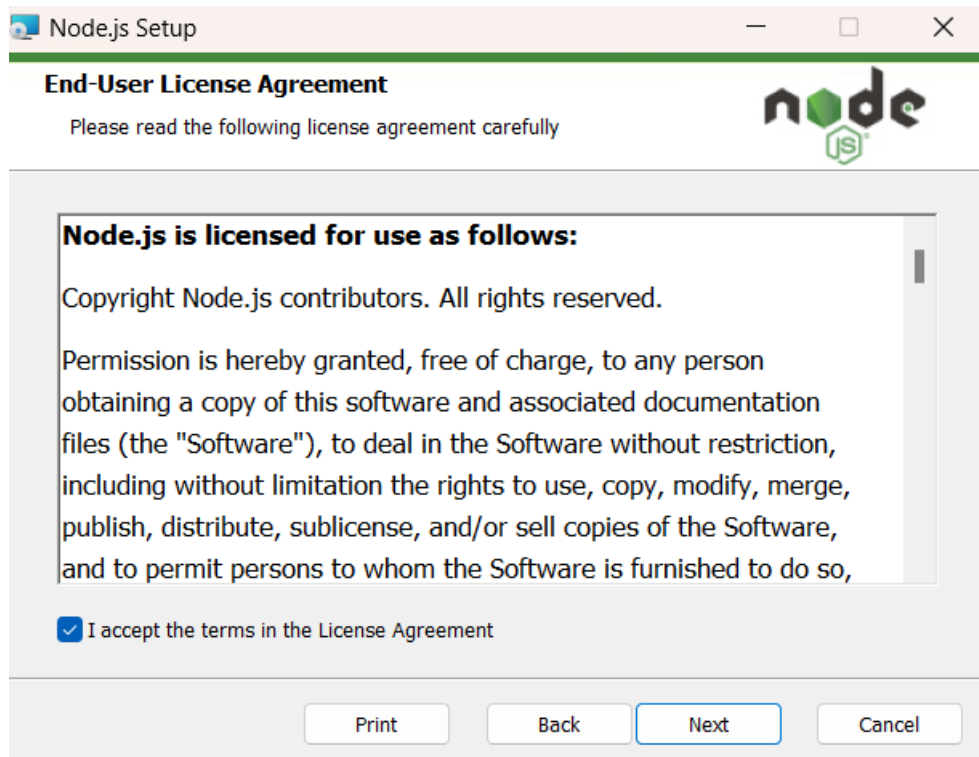 Node.js Setup
End-User License Agreement
Please read the following license agreement carefully
node
JS
Node.js is licensed for use as follows:
Copyright Node.js contributors. All rights reserved.
Permission is hereby granted, free of charge, to any person
obtaining a copy of this software and associated documentation
files (the "Software"), to deal in the Software without restriction,
including without limitation the rights to use, copy, modify, merge,
publish, distribute, sublicense, and/or sell copies of the Software,
and to permit persons to whom the Software is furnished to do so,
I accept the terms in the License Agreement
Print Back Next Cancel